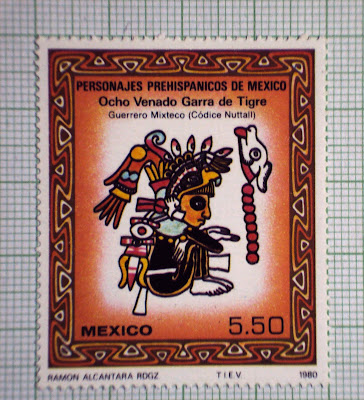 PERSONAJES PREHISPANICOS DE MEXICO
Ocho Venado Garra de Tigre
Guerrero Mixteco (Códice Nuttall)
MEXICO 5.50
RAMON ALCANTARA RDGZ T I E V. 1980